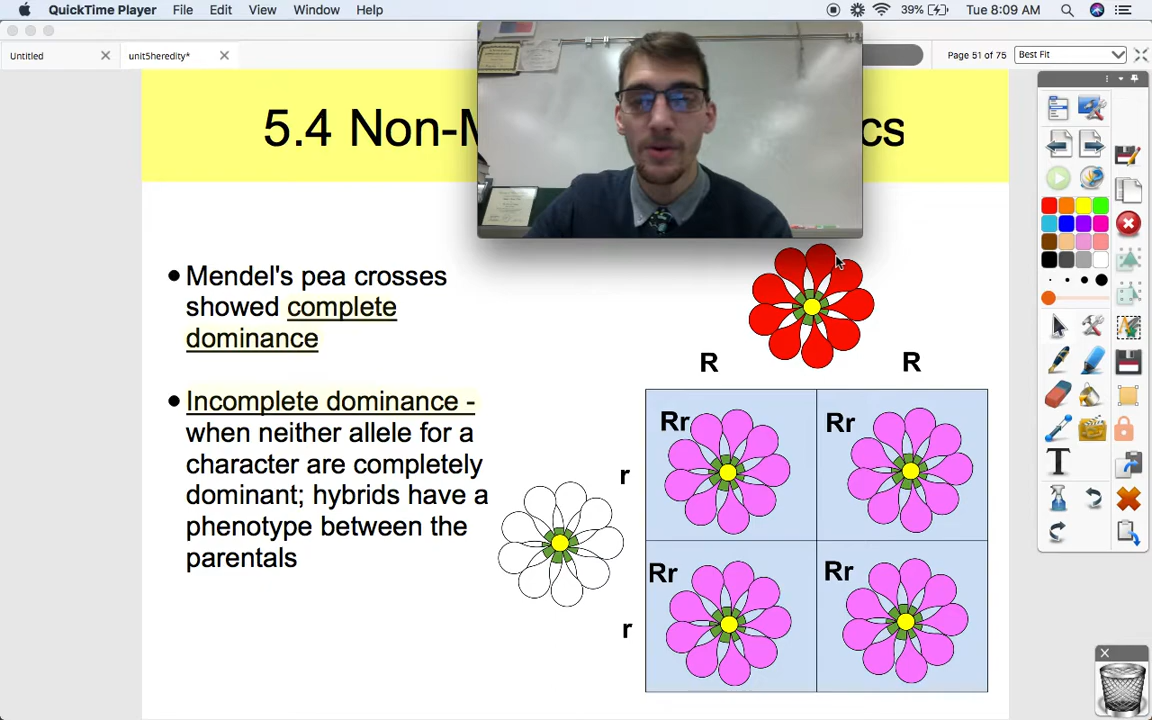 QuickTime Player File Edit View Window Help 39% Tue 8:09 AM
Untitled unit5heredity* Page 51 of 75 Best Fit
5.4 Non- cs
Mendel's pea crosses
showed complete
dominance
R R
Incomplete dominance -
when neither allele for a
character are completely
dominant; hybrids have a
phenotype between the
parentals
Rr Rr
r
Rr Rr
r
T